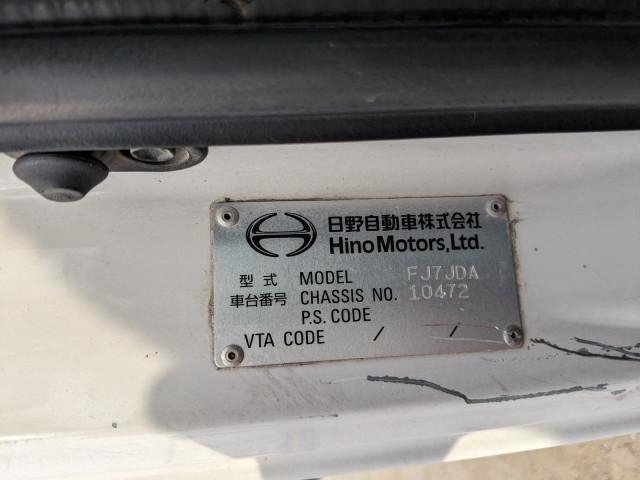 日野自動車株式会社
Hino Motors, Ltd.
型式 MODEL FJ7JDA
車台番号 CHASSIS NO. 10472
P.S. CODE
VTA CODE / /